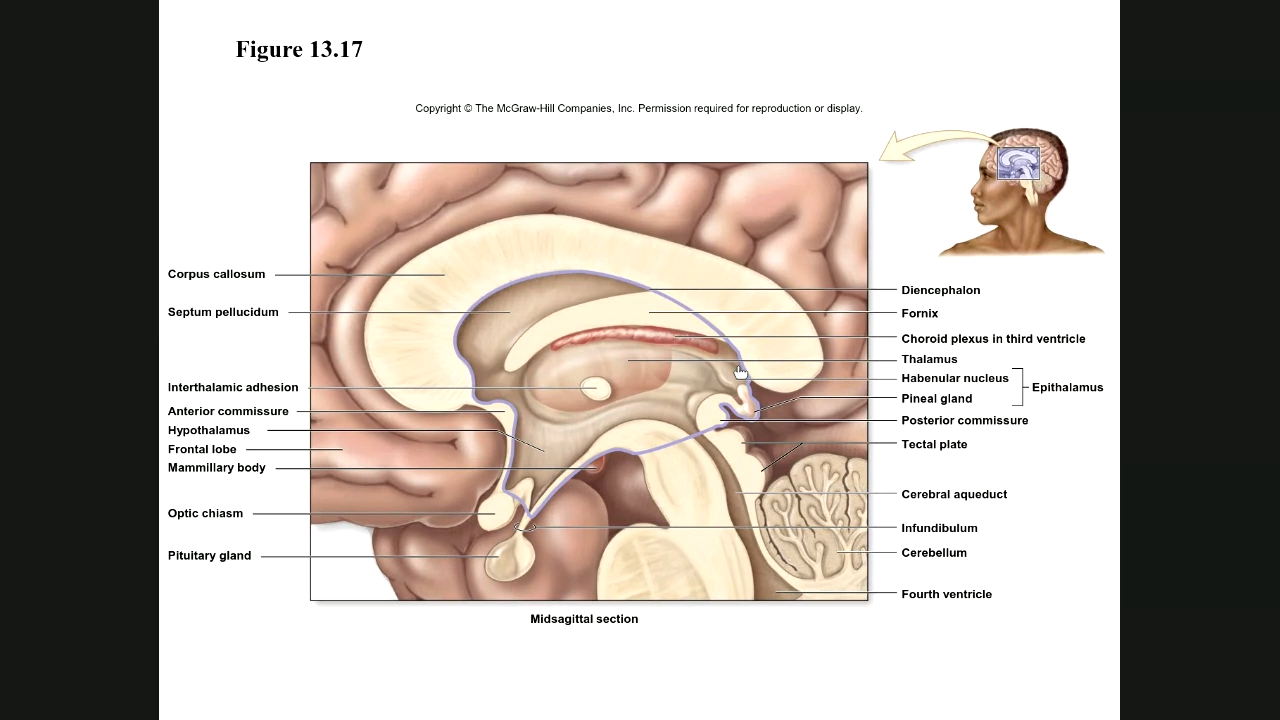 Figure 13.17
Copyright © The McGraw-Hill Companies, Inc. Permission required for reproduction or display.
Corpus callosum
Septum pellucidum
Interthalamic adhesion
Anterior commissure
Hypothalamus
Frontal lobe
Mammillary body
Optic chiasm
Pituitary gland
Diencephalon
Fornix
Choroid plexus in third ventricle
Thalamus
Habenular nucleus
Epithalamus
Pineal gland
Posterior commissure
Tectal plate
Cerebral aqueduct
Infundibulum
Cerebellum
Fourth ventricle
Midsagittal section